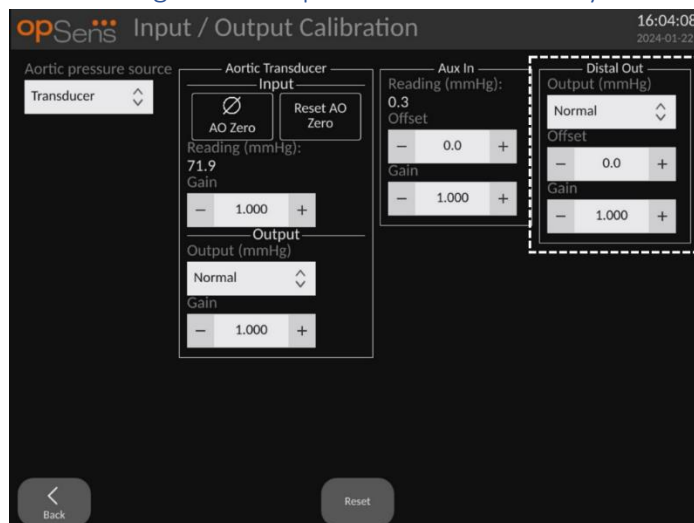 opSens Input / Output Calibration
16:04:08
2024-01-22
Aortic pressure source
Transducer
Aortic Transducer
Input
AO Zero
Reset AO
Zero
Reading (mmHg):
71.9
Gain
− 1.000 +
Output
Output (mmHg)
Normal
Gain
− 1.000 +
Aux In
Reading (mmHg):
0.3
Offset
− 0.0 +
Gain
− 1.000 +
Distal Out
Output (mmHg)
Normal
Offset
− 0.0 +
Gain
− 1.000 +
Back
Reset